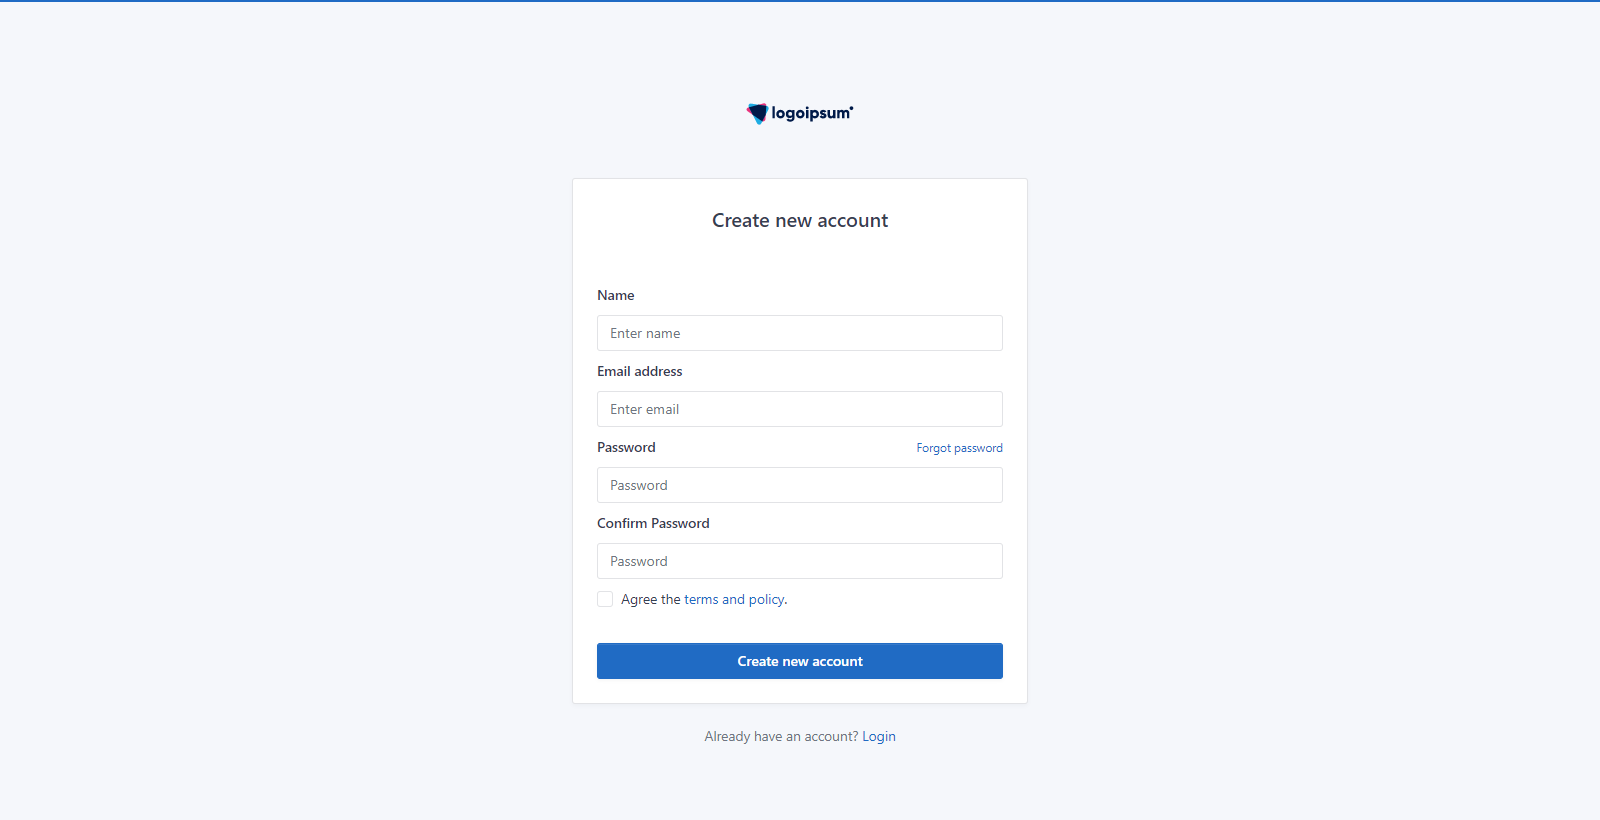 logoipsum
Create new account
Name
Enter name
Email address
Enter email
Password Forgot password
Password
Confirm Password
Password
Agree the terms and policy.
Create new account
Already have an account? Login